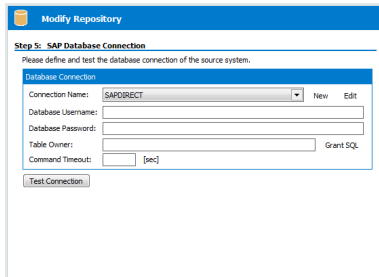 Modify Repository
Step 5: SAP Database Connection
Please define and test the database connection of the source system.
Database Connection
Connection Name: SAPDIRECT New Edit
Database Username:
Database Password:
Table Owner: Grant SQL
Command Timeout: [sec]
Test Connection